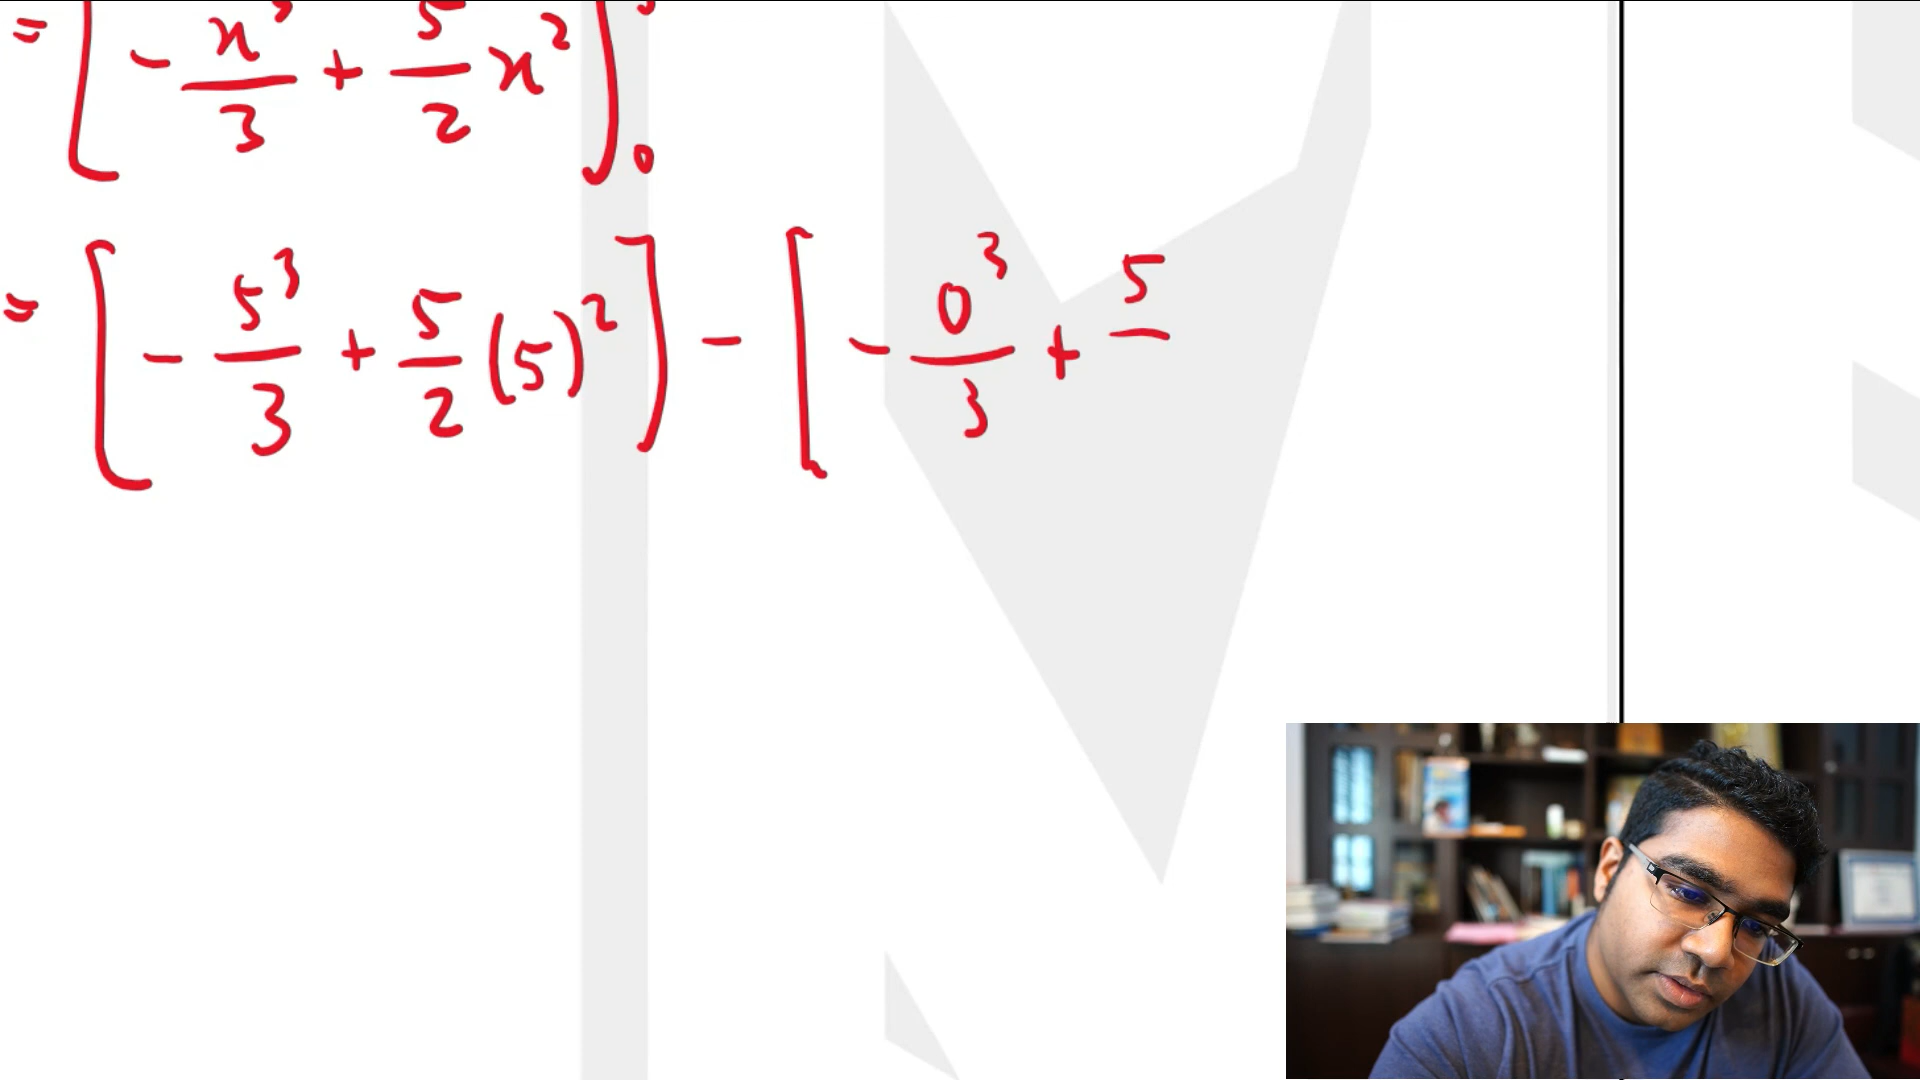 = [ - x³/3 + 5/2 x² ]₀⁵
= [ - 5³/3 + 5/2 (5)² ] - [ - 0³/3 + 5/